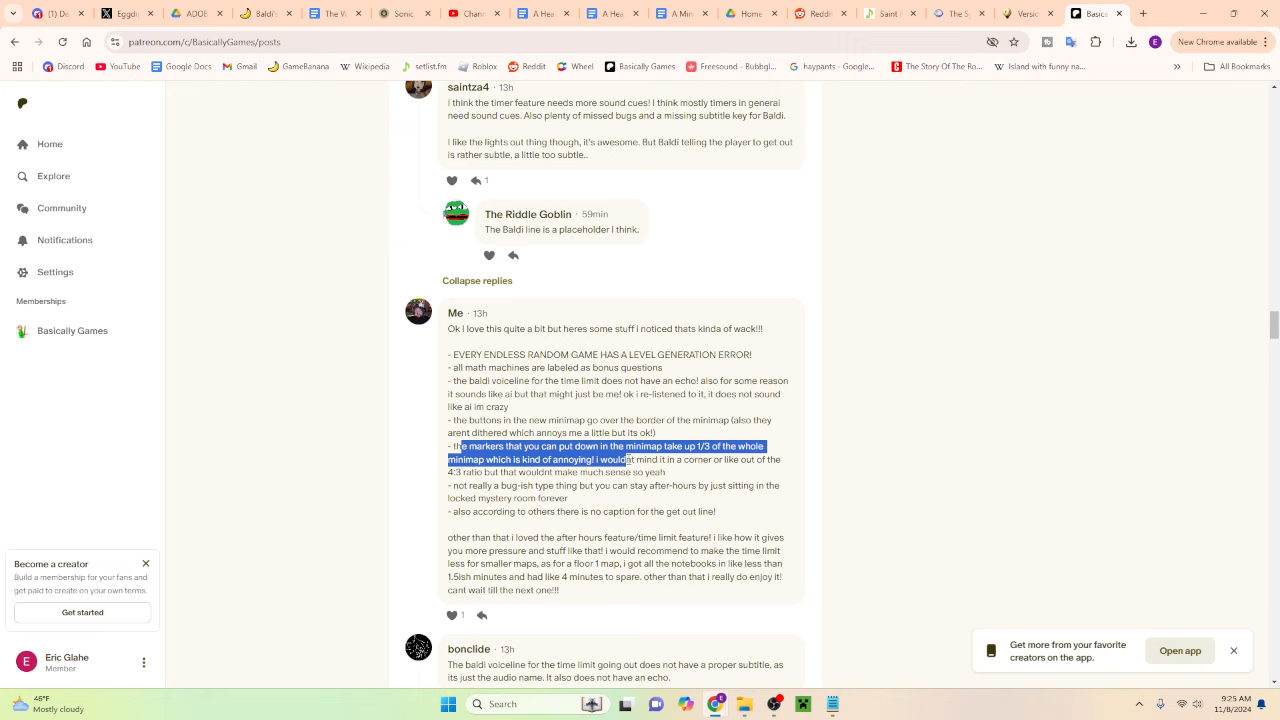 Eggdo
ADO8
Baldi's
The V
Home
Head
A He
A Min
Home
Reddi
Saint
The S
Versic
Basica
patreon.com/c/BasicallyGames/posts
New Chrome available
Discord
YouTube
Google Docs
Gmail
GameBanana
Wikipedia
setlist.fm
Roblox
Reddit
Wheel
Basically Games
Freesound - Bubbgl...
haypants - Google...
The Story Of The Ro...
Island with funny na...
All Bookmarks
Home
Explore
Community
Notifications
Settings
Memberships
Basically Games
Become a creator
Build a membership for your fans and
get paid to create on your own terms.
Get started
Eric Glahe
Member
saintza4 · 13h
I think the timer feature needs more sound cues! I think mostly timers in general
need sound cues. Also plenty of missed bugs and a missing subtitle key for Baldi.
I like the lights out thing though, it's awesome. But Baldi telling the player to get out
is rather subtle, a little too subtle..
1
The Riddle Goblin · 59min
The Baldi line is a placeholder I think.
Collapse replies
Me · 13h
Ok I love this quite a bit but heres some stuff i noticed thats kinda of wack!!!
- EVERY ENDLESS RANDOM GAME HAS A LEVEL GENERATION ERROR!
- all math machines are labeled as bonus questions
- the baldi voiceline for the time limit does not have an echo! also for some reason
it sounds like ai but that might just be me! ok i re-listened to it, it does not sound
like ai im crazy
- the buttons in the new minimap go over the border of the minimap (also they
arent dithered which annoys me a little but its ok!)
- the markers that you can put down in the minimap take up 1/3 of the whole
minimap which is kind of annoying! i wouldnt mind it in a corner or like out of the
4:3 ratio but that wouldnt make much sense so yeah
- not really a bug-ish type thing but you can stay after-hours by just sitting in the
locked mystery room forever
- also according to others there is no caption for the get out line!
other than that i loved the after hours feature/time limit feature! i like how it gives
you more pressure and stuff like that! i would recommend to make the time limit
less for smaller maps, as for a floor 1 map, i got all the notebooks in like less than
1.5ish minutes and had like 4 minutes to spare. other than that i really do enjoy it!
cant wait till the next one!!!
1
bonclide · 13h
The baldi voiceline for the time limit going out does not have a proper subtitle, as
its just the audio name. It also does not have an echo.
Get more from your favorite
creators on the app.
Open app
46°F
Mostly cloudy
Search
9:25 AM
11/8/2024